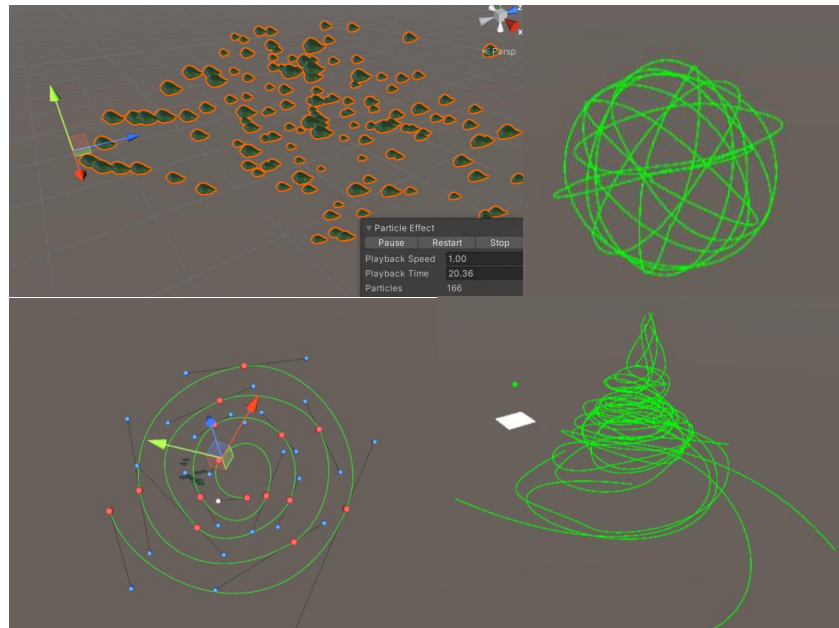 z
x
Persp
Particle Effect
Pause Restart Stop
Playback Speed 1.00
Playback Time 20.36
Particles 166